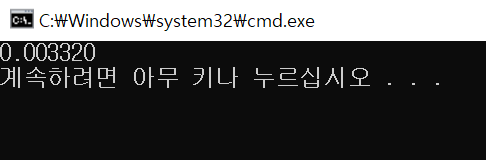 C:\Windows\system32\cmd.exe
0.003320
계속하려면 아무 키나 누르십시오 . . .